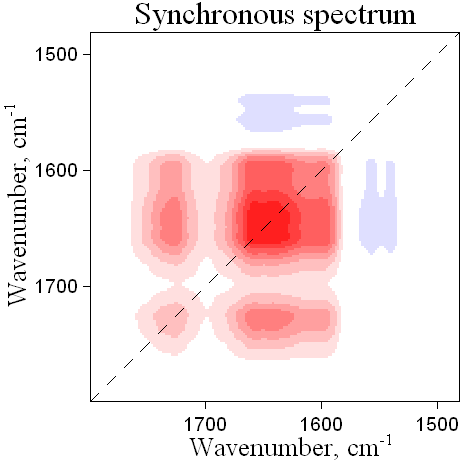 Synchronous spectrum
1500
1600
1700
Wavenumber, cm-1
1700 1600 1500
Wavenumber, cm-1